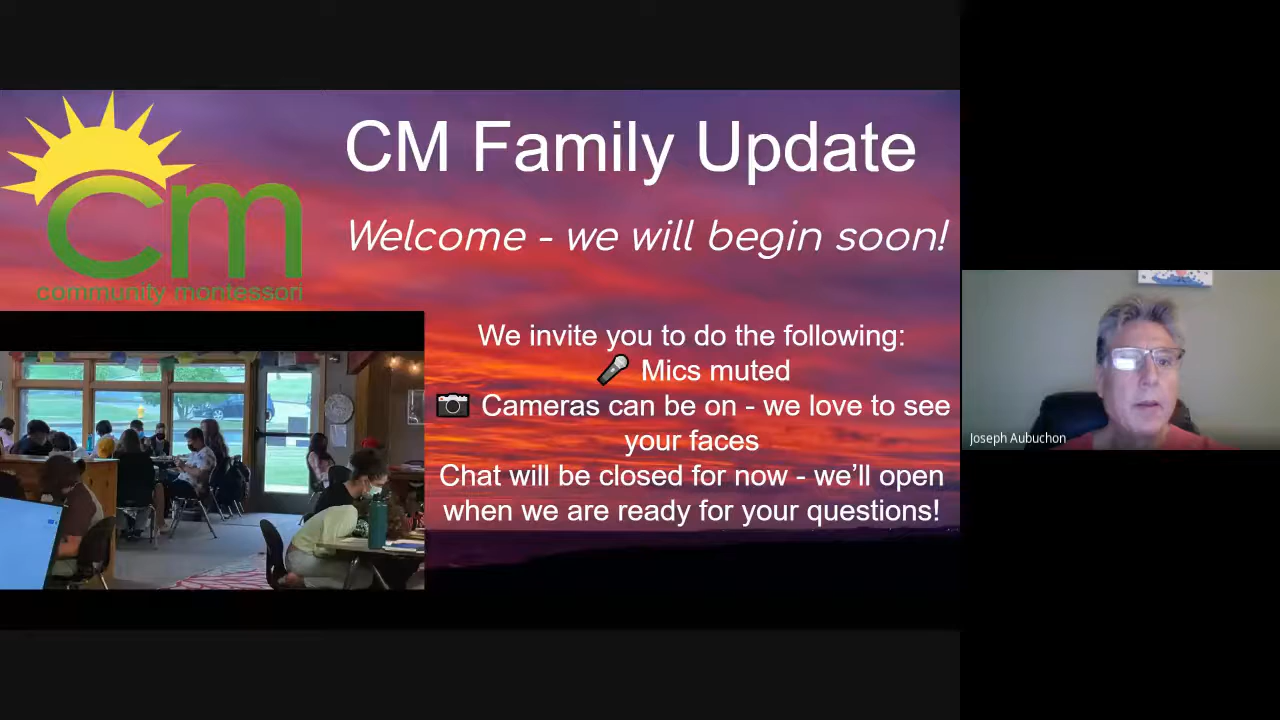 CM Family Update
cm
community montessori
Welcome - we will begin soon!
We invite you to do the following:
🎤 Mics muted
📷 Cameras can be on - we love to see
your faces
Chat will be closed for now - we’ll open
when we are ready for your questions!
Joseph Aubuchon